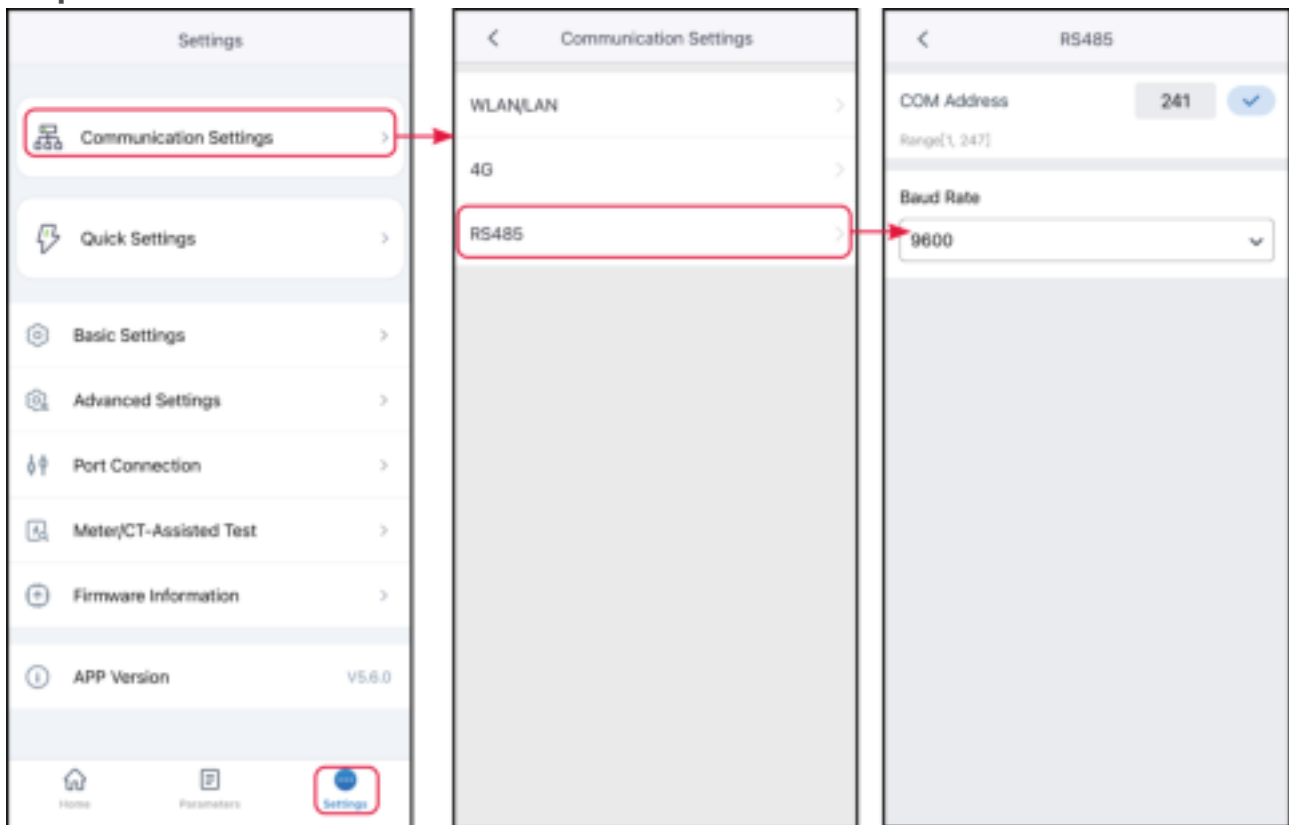 Settings
Communication Settings
Quick Settings
Basic Settings
Advanced Settings
Port Connection
Meter/CT-Assisted Test
Firmware Information
APP Version V5.6.0
Home Parameters Settings
Communication Settings
WLAN/LAN
4G
RS485
RS485
COM Address 241
Range[1, 247]
Baud Rate
9600